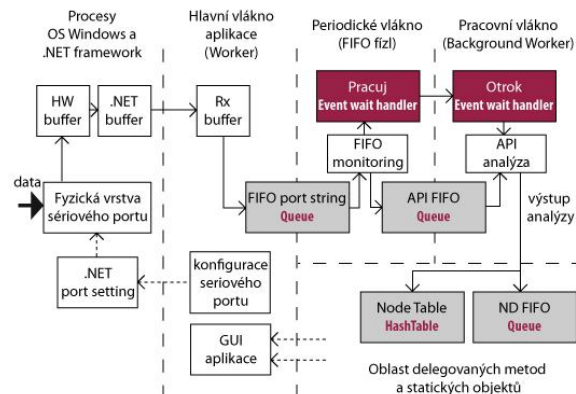 Procesy
OS Windows a
.NET framework
Hlavní vlákno
aplikace
(Worker)
Periodické vlákno
(FIFO fízl)
Pracovní vlákno
(Background Worker)
HW
buffer
.NET
buffer
Rx
buffer
Pracuj
Event wait handler
Otrok
Event wait handler
FIFO
monitoring
API
analýza
data
Fyzická vrstva
sériového portu
FIFO port string
Queue
API FIFO
Queue
výstup
analýzy
.NET
port setting
konfigurace
seriového
portu
Node Table
HashTable
ND FIFO
Queue
GUI
aplikace
Oblast delegovaných metod
a statických objektů